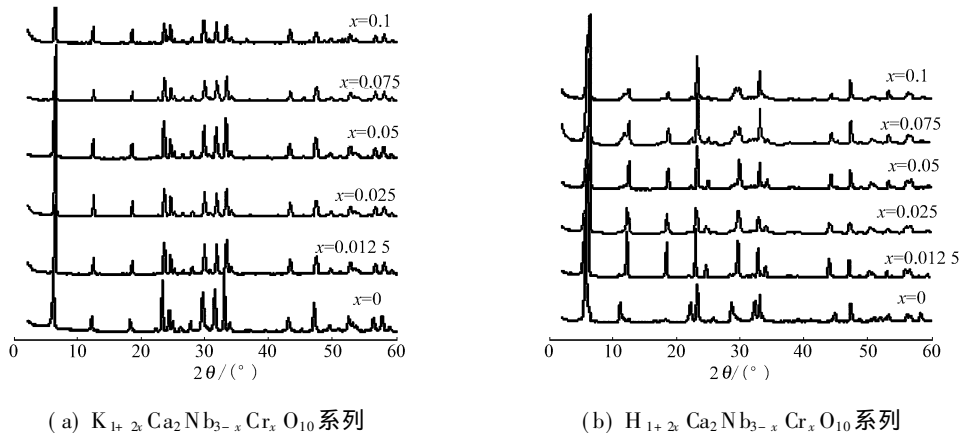 x=0.1
x=0.075
x=0.05
x=0.025
x=0.012 5
x=0
0 10 20 30 40 50 60
2θ/(°)
(a) K1+2xCa2Nb3-xCrxO10系列
x=0.1
x=0.075
x=0.05
x=0.025
x=0.012 5
x=0
0 10 20 30 40 50 60
2θ/(°)
(b) H1+2xCa2Nb3-xCrxO10系列